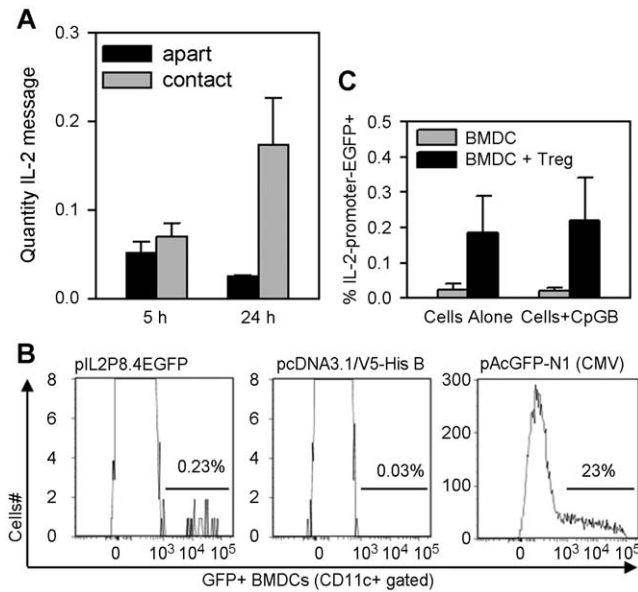 A
0.3
apart
contact
0.2
0.1
0.0
Quantity IL-2 message
5 h
24 h
C
0.5
BMDC
BMDC + Treg
0.4
0.3
0.2
0.1
0.0
% IL-2-promoter-EGFP+
Cells Alone
Cells+CpGB
B
pIL2P8.4EGFP
pcDNA3.1/V5-His B
pAcGFP-N1 (CMV)
8
6
4
2
0
0.23%
0 10³ 10⁴ 10⁵
8
6
4
2
0
0.03%
0 10³ 10⁴ 10⁵
300
200
100
0
23%
0 10³ 10⁴ 10⁵
Cells#
GFP+ BMDCs (CD11c+ gated)